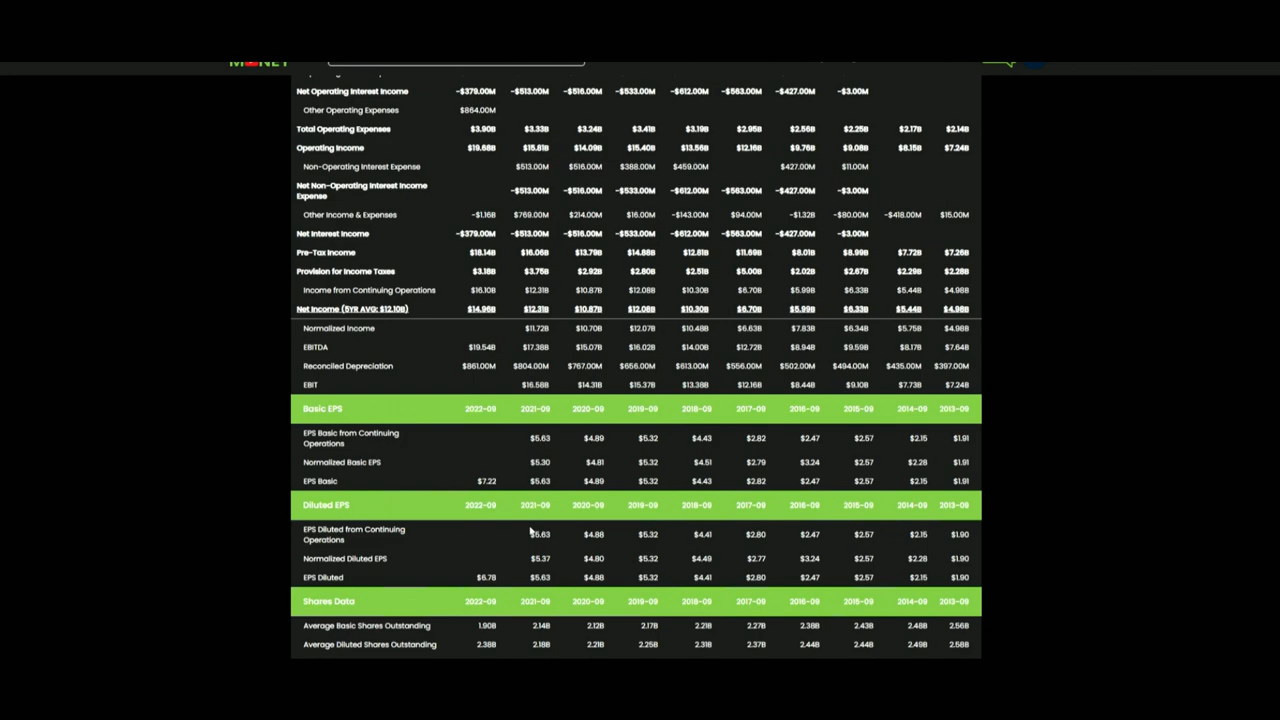 Net Operating Interest Income -$379.00M -$513.00M -$516.00M -$533.00M -$612.00M -$563.00M -$427.00M -$3.00M
Other Operating Expenses $864.00M
Total Operating Expenses $3.90B $3.33B $3.24B $3.41B $3.19B $2.95B $2.56B $2.25B $2.17B $2.14B
Operating Income $19.68B $15.81B $14.09B $15.40B $13.56B $12.16B $9.76B $9.08B $8.15B $7.24B
Non-Operating Interest Expense $513.00M $516.00M $388.00M $459.00M $427.00M $11.00M
Net Non-Operating Interest Income
Expense -$513.00M -$516.00M -$533.00M -$612.00M -$563.00M -$427.00M -$3.00M
Other Income & Expenses -$1.16B $769.00M $214.00M $16.00M -$143.00M $94.00M -$1.32B -$80.00M -$418.00M $15.00M
Net Interest Income -$379.00M -$513.00M -$516.00M -$533.00M -$612.00M -$563.00M -$427.00M -$3.00M
Pre-Tax Income $18.14B $16.06B $13.79B $14.88B $12.81B $11.69B $8.01B $8.99B $7.72B $7.26B
Provision for Income Taxes $3.18B $3.75B $2.92B $2.80B $2.51B $5.00B $2.02B $2.67B $2.29B $2.28B
Income from Continuing Operations $16.10B $12.31B $10.87B $12.08B $10.30B $6.70B $5.99B $6.33B $5.44B $4.98B
Net Income (5YR AVG: $12.10B) $14.96B $12.31B $10.87B $12.08B $10.30B $6.70B $5.99B $6.33B $5.44B $4.98B
Normalized Income $11.72B $10.70B $12.07B $10.48B $6.63B $7.83B $6.34B $5.75B $4.98B
EBITDA $19.54B $17.38B $15.07B $16.02B $14.00B $12.72B $8.94B $9.59B $8.17B $7.64B
Reconciled Depreciation $861.00M $804.00M $767.00M $656.00M $613.00M $556.00M $502.00M $494.00M $435.00M $397.00M
EBIT $16.58B $14.31B $15.37B $13.38B $12.16B $8.44B $9.10B $7.73B $7.24B
Basic EPS 2022-09 2021-09 2020-09 2019-09 2018-09 2017-09 2016-09 2015-09 2014-09 2013-09
EPS Basic from Continuing
Operations $5.63 $4.89 $5.32 $4.43 $2.82 $2.47 $2.57 $2.15 $1.91
Normalized Basic EPS $5.30 $4.81 $5.32 $4.51 $2.79 $3.24 $2.57 $2.28 $1.91
EPS Basic $7.22 $5.63 $4.89 $5.32 $4.43 $2.82 $2.47 $2.57 $2.15 $1.91
Diluted EPS 2022-09 2021-09 2020-09 2019-09 2018-09 2017-09 2016-09 2015-09 2014-09 2013-09
EPS Diluted from Continuing
Operations $5.63 $4.88 $5.32 $4.41 $2.80 $2.47 $2.57 $2.15 $1.90
Normalized Diluted EPS $5.37 $4.80 $5.32 $4.49 $2.77 $3.24 $2.57 $2.28 $1.90
EPS Diluted $6.78 $5.63 $4.88 $5.32 $4.41 $2.80 $2.47 $2.57 $2.15 $1.90
Shares Data 2022-09 2021-09 2020-09 2019-09 2018-09 2017-09 2016-09 2015-09 2014-09 2013-09
Average Basic Shares Outstanding 1.90B 2.14B 2.12B 2.17B 2.21B 2.27B 2.38B 2.43B 2.48B 2.56B
Average Diluted Shares Outstanding 2.38B 2.18B 2.21B 2.25B 2.31B 2.37B 2.44B 2.44B 2.49B 2.58B